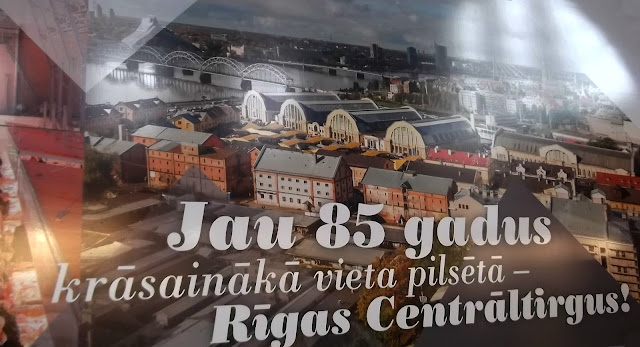 Jau 85 gadus
krāsainākā vieta pilsētā –
Rīgas Centrāltirgus!